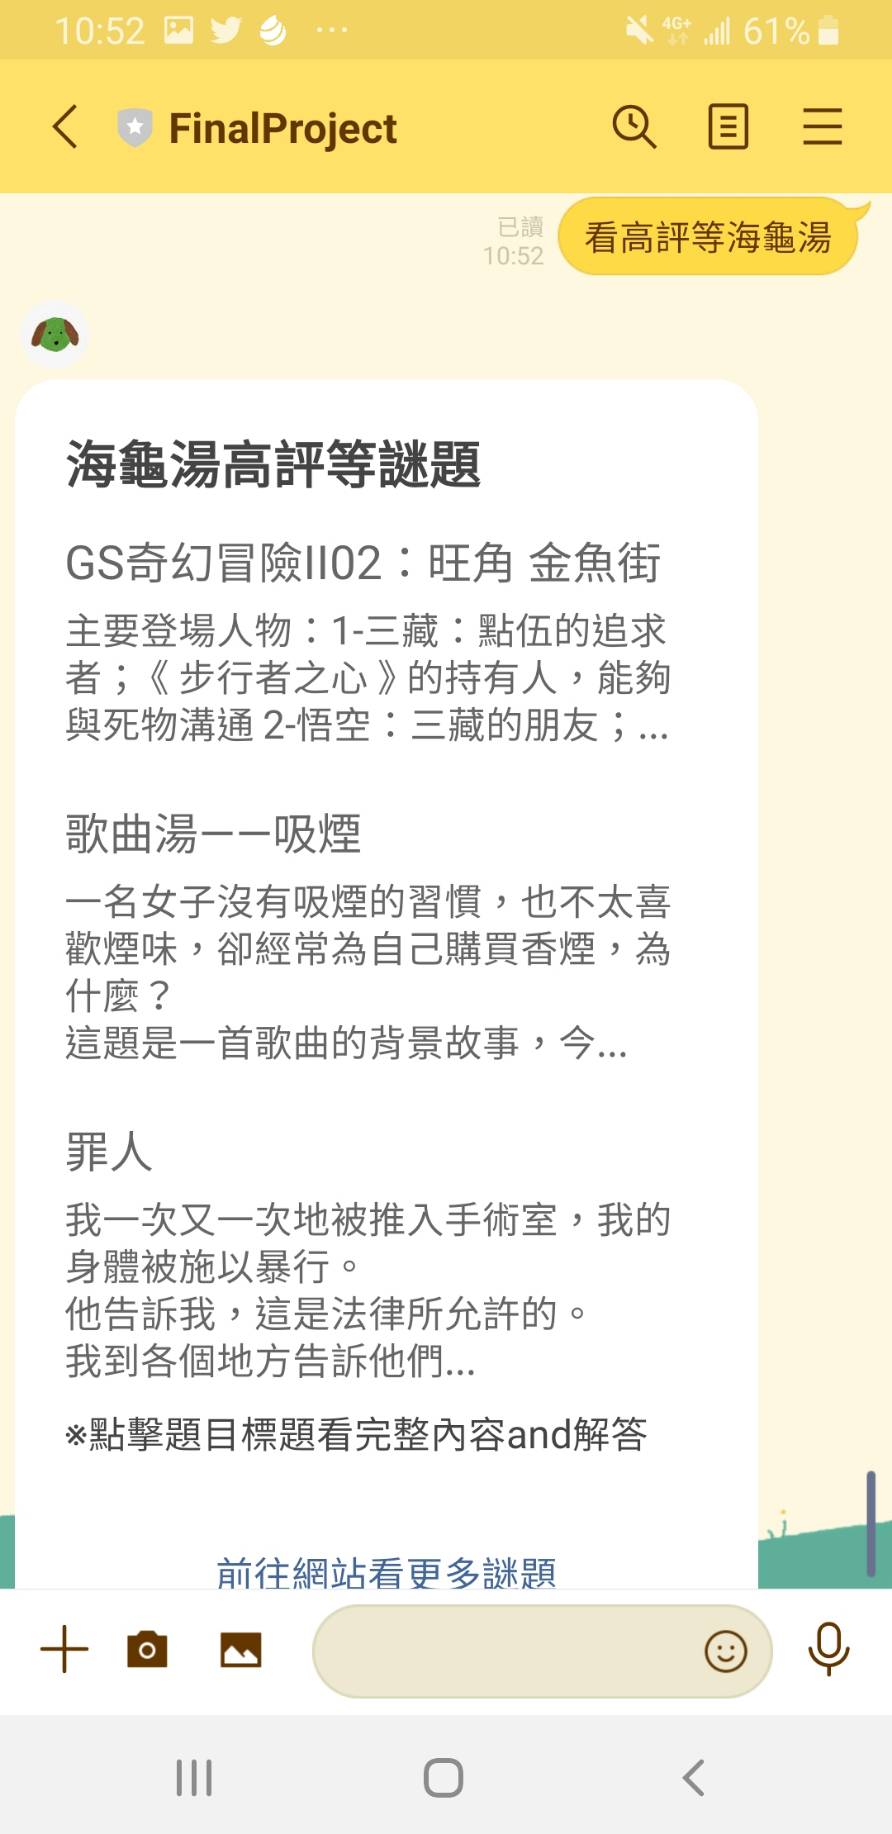 10:52
4G+
61%
FinalProject
已讀
10:52
看高評等海龜湯
海龜湯高評等謎題
GS奇幻冒險II02：旺角 金魚街
主要登場人物：1-三藏：點伍的追求
者；《 步行者之心 》的持有人，能夠
與死物溝通 2-悟空：三藏的朋友；...
歌曲湯——吸煙
一名女子沒有吸煙的習慣，也不太喜
歡煙味，卻經常為自己購買香煙，為
什麼？
這題是一首歌曲的背景故事，今...
罪人
我一次又一次地被推入手術室，我的
身體被施以暴行。
他告訴我，這是法律所允許的。
我到各個地方告訴他們...
※點擊題目標題看完整內容and解答
前往網站看更多謎題